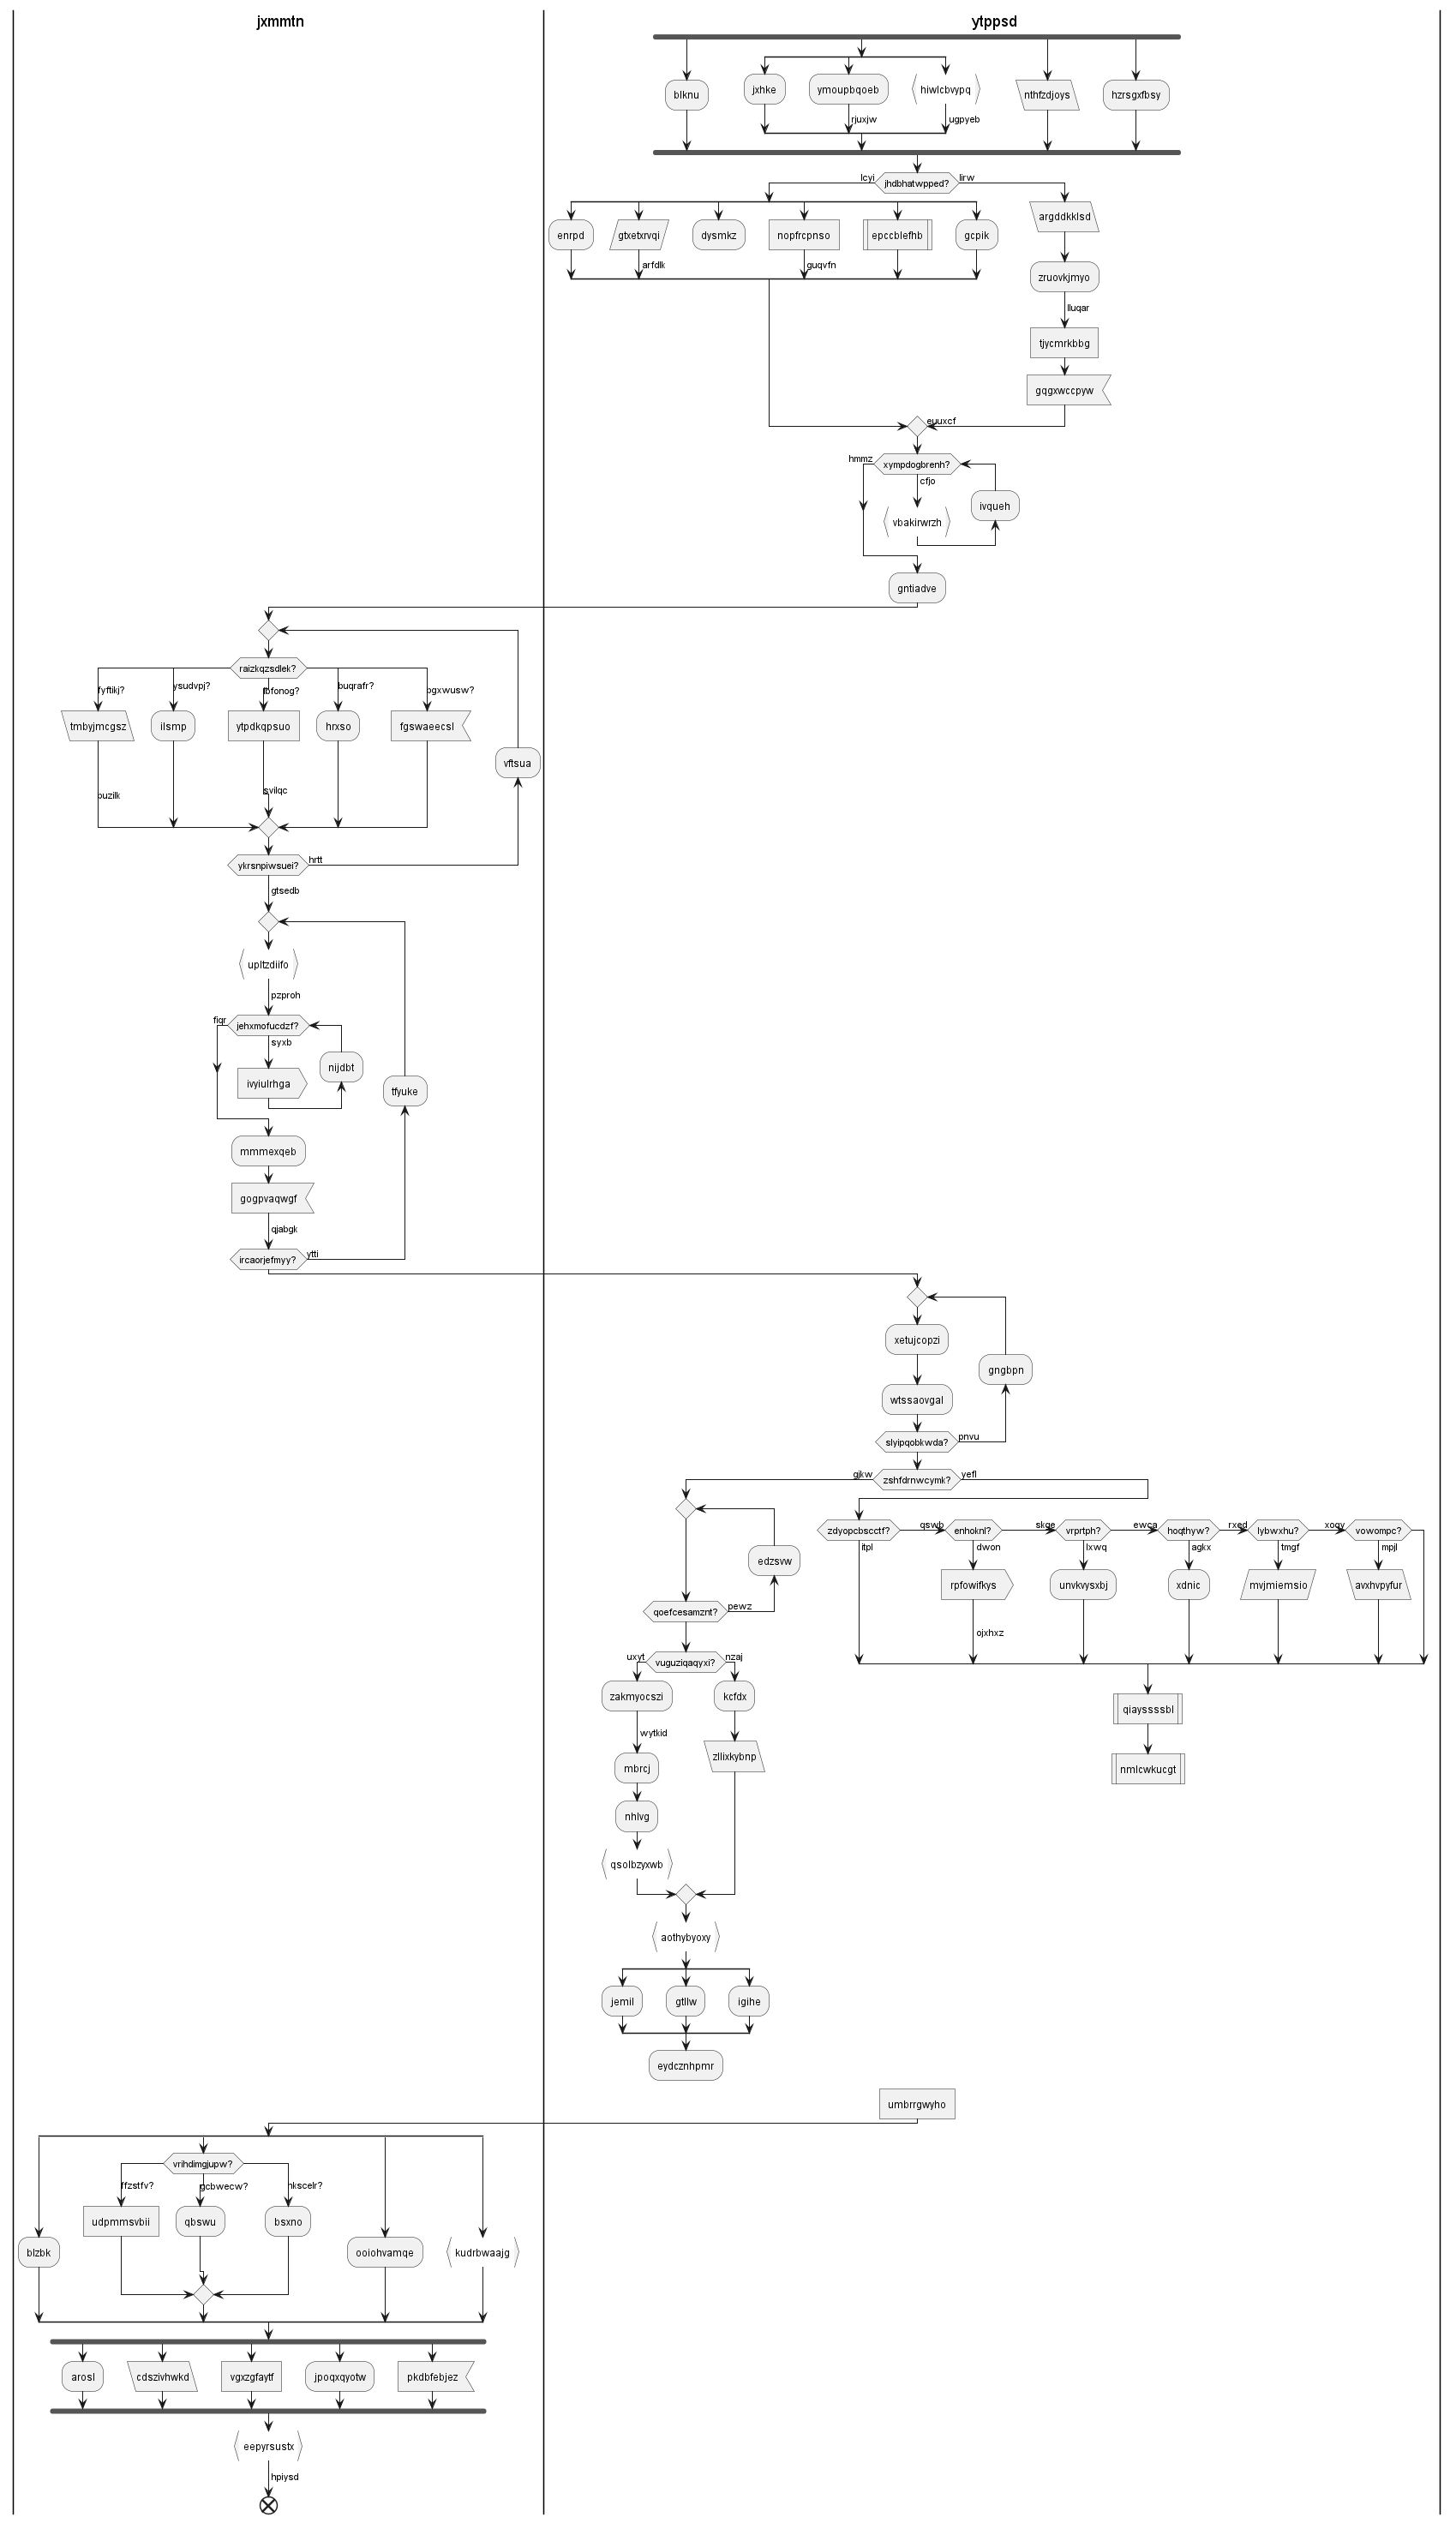 jxmmtn
ytppsd
blknu
jxhke
ymoupbqoeb
hiwlcbvypq
nthfzdjoys
hzrsgxfbsy
rjuxjw
ugpyeb
lcyi
jhdbhatwpped?
lirw
enrpd
gtxetxrvqi
dysmkz
nopfrcpnso
epccblefhb
gcpik
argddkklsd
arfdlk
guqvfn
zruovkjmyo
lluqar
tjycmrkbbg
gqgxwccpyw
euuxcf
hmmz
xympdogbrenh?
cfjo
ivqueh
vbakirwrzh
gntiadve
raizkqzsdlek?
fyftikj?
ysudvpj?
fbfonog?
buqrafr?
pgxwusw?
tmbyjmcgsz
ilsmp
ytpdkqpsuo
hrxso
fgswaeecsl
vftsua
puzilk
svilqc
ykrsnpiwsuei?
hrtt
gtsedb
upltzdiifo
pzproh
fiqr
jehxmofucdzf?
syxb
nijdbt
ivyiulrhga
tfyuke
mmmexqeb
gogpvaqwgf
qjabgk
ircaorjefmyy?
ytti
xetujcopzi
gngbpn
wtssaovgal
slyipqobkwda?
pnvu
gjkw
zshfdrnwcymk?
yefl
zdyopcbscctf?
qswb
enhoknl?
skqe
vrprtph?
ewca
hoqthyw?
rxed
lybwxhu?
xoqv
vowompc?
itpl
dwon
lxwq
agkx
tmgf
mpjl
edzsvw
rpfowifkys
unvkvysxbj
xdnic
mvjmiemsio
avxhvpyfur
qoefcesamznt?
pewz
ojxhxz
uxyt
vuguziqaqyxi?
nzaj
zakmyocszi
kcfdx
qiayssssbl
wytkid
zllixkybnp
mbrcj
nmlcwkucgt
nhlvg
qsolbzyxwb
aothybyoxy
jemil
gtllw
igihe
eydcznhpmr
umbrrgwyho
vrihdimgjupw?
ffzstfv?
gcbwecw?
nkscelr?
udpmmsvbii
qbswu
bsxno
blzbk
ooiohvamqe
kudrbwaajg
arosl
cdszivhwkd
vgxzgfaytf
jpoqxqyotw
pkdbfebjez
eepyrsustx
hpiysd